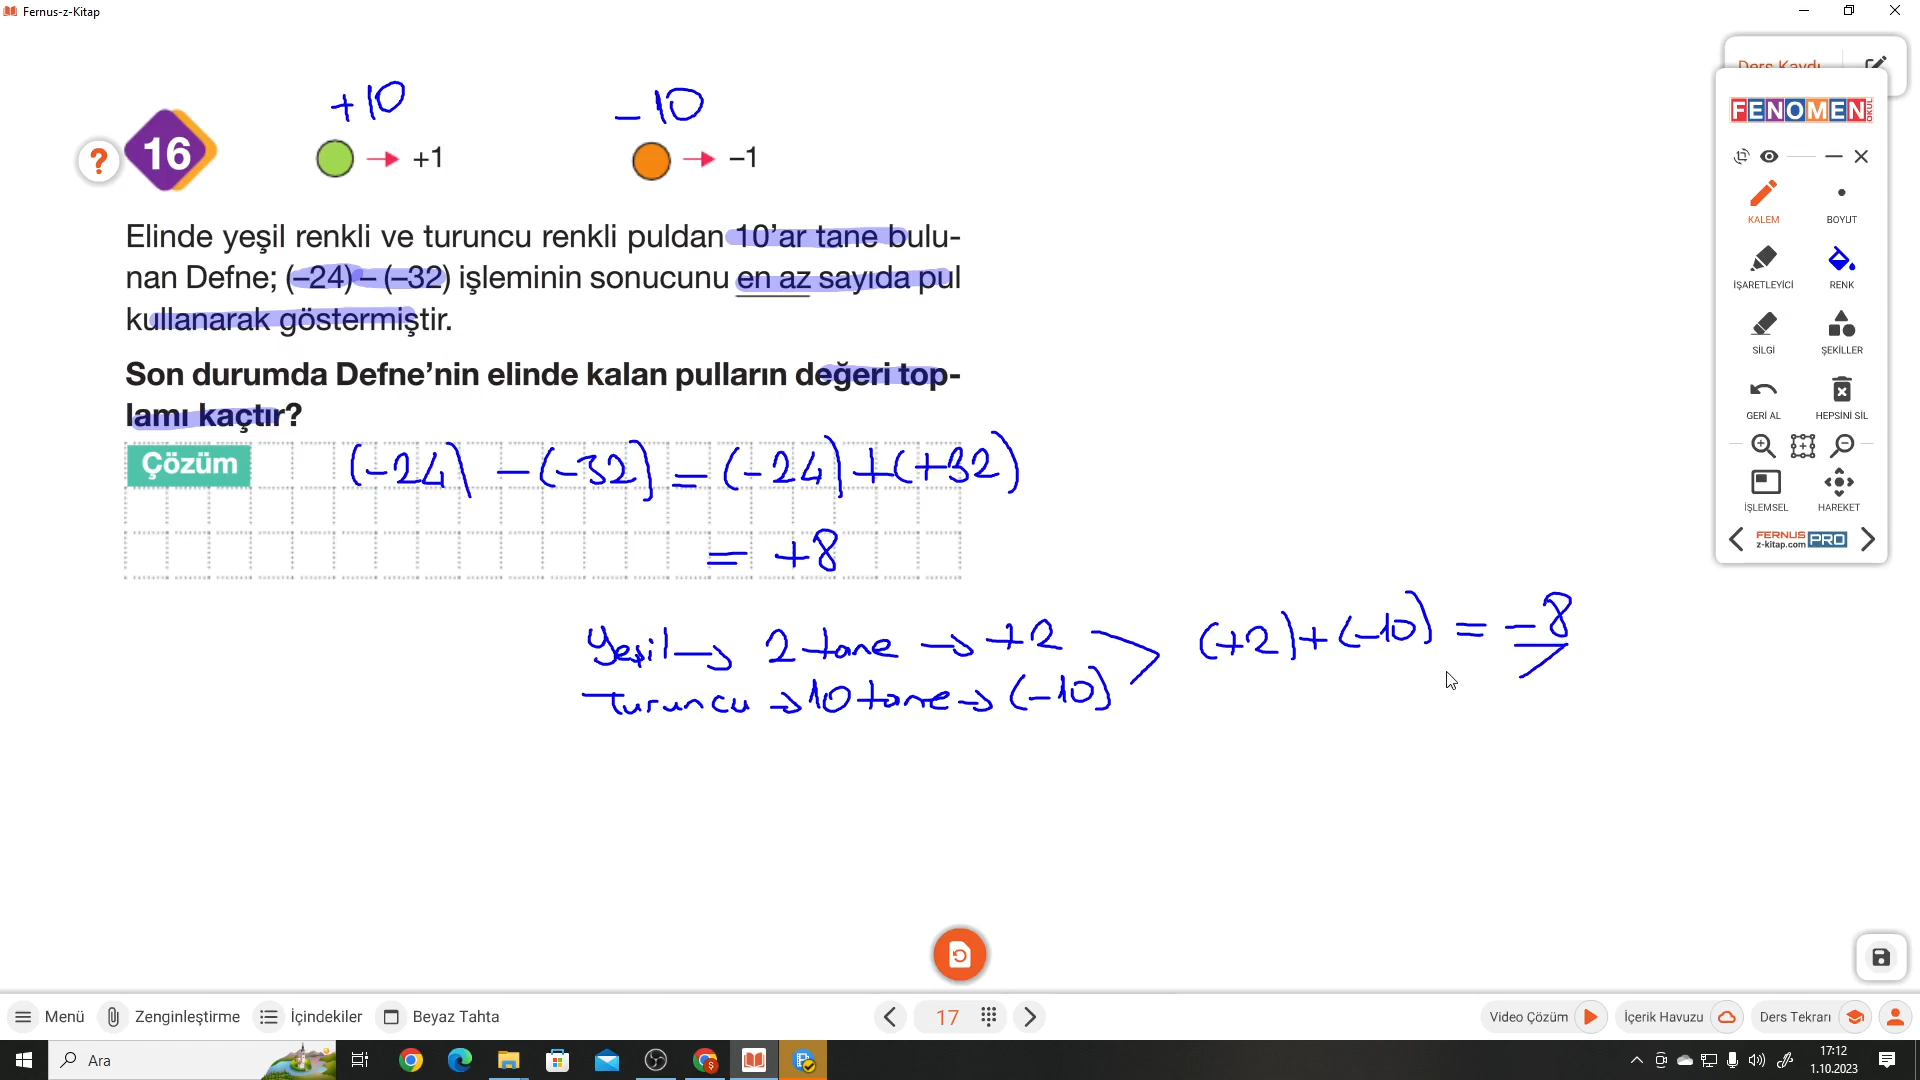 Fernus-z-Kitap
Ders Kaydı
FENOMEN OKUL
+10
-10
16
+1
–1
Elinde yeşil renkli ve turuncu renkli puldan 10'ar tane bulu-
nan Defne; (–24) – (–32) işleminin sonucunu en az sayıda pul
kullanarak göstermiştir.
Son durumda Defne'nin elinde kalan pulların değeri top-
lamı kaçtır?
Çözüm
(-24) - (-32) = (-24) + (+32)
= +8
Yeşil → 2 tane → +2
Turuncu → 10 tane → (-10)
(+2) + (-10) = -8
KALEM
BOYUT
İŞARETLEYİCİ
RENK
SİLGİ
ŞEKİLLER
GERİ AL
HEPSİNİ SİL
İŞLEMSEL
HAREKET
FERNUS
z-kitap.com PRO
Menü
Zenginleştirme
İçindekiler
Beyaz Tahta
17
Video Çözüm
İçerik Havuzu
Ders Tekrarı
Ara
17:12
1.10.2023